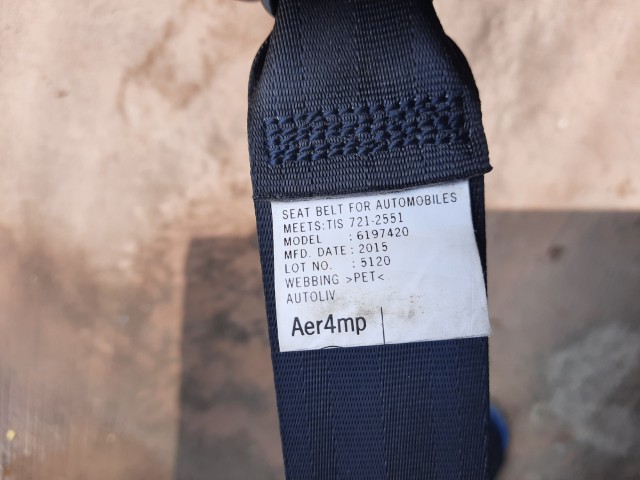 SEAT BELT FOR AUTOMOBILES
MEETS:TIS 721-2551
MODEL : 6197420
MFD. DATE : 2015
LOT NO. : 5120
WEBBING >PET<
AUTOLIV
Aer4mp